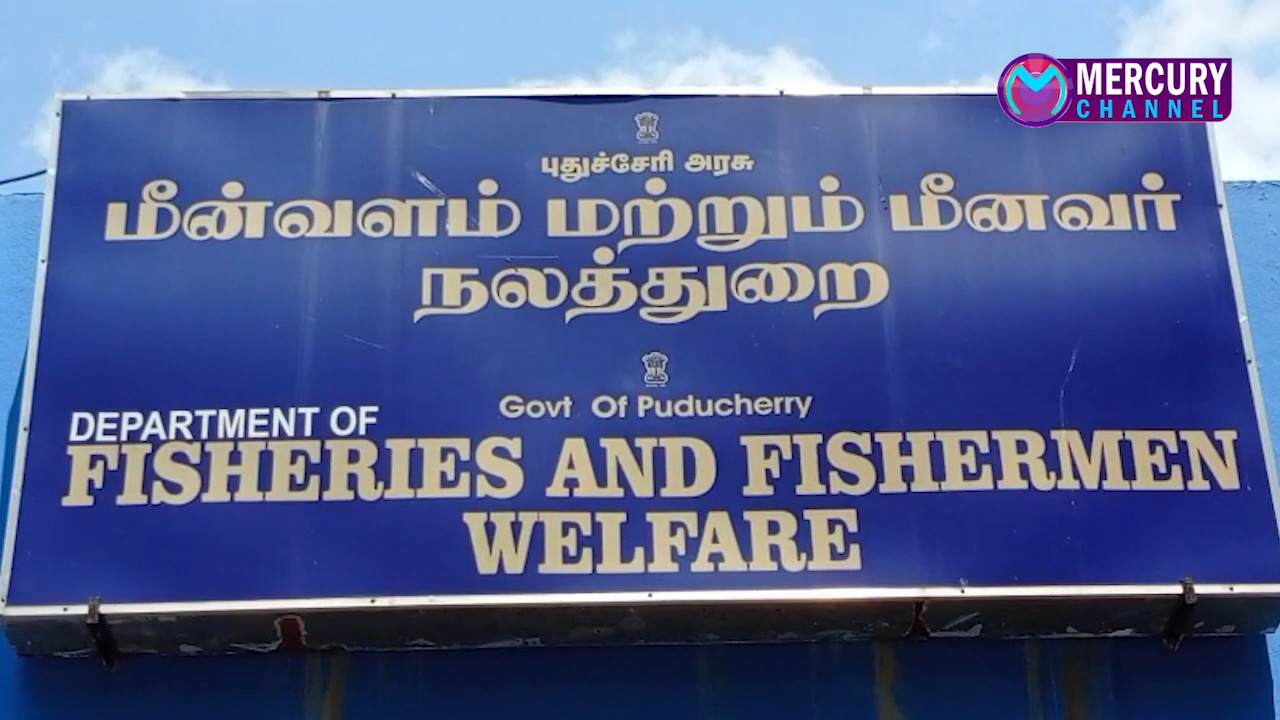 MERCURY
CHANNEL
புதுச்சேரி அரசு
மீன்வளம் மற்றும் மீனவர்
நலத்துறை
Govt Of Puducherry
DEPARTMENT OF
FISHERIES AND FISHERMEN
WELFARE